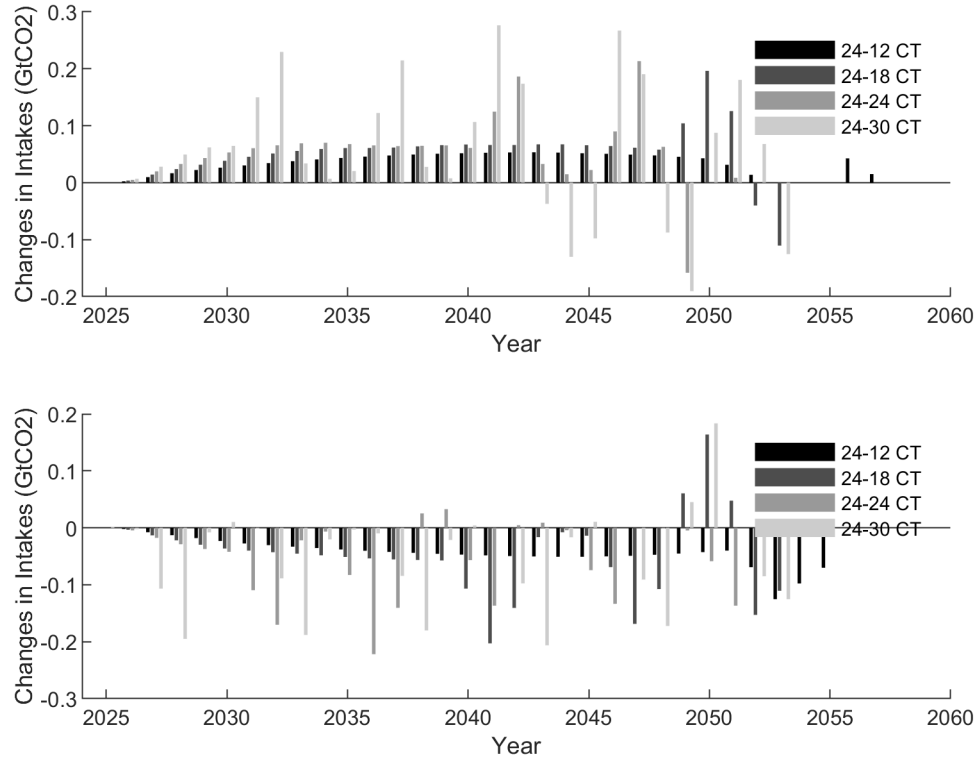 Changes in Intakes (GtCO2)
0.3
0.2
0.1
0
-0.1
-0.2
24-12 CT
24-18 CT
24-24 CT
24-30 CT
2025 2030 2035 2040 2045 2050 2055 2060
Year
Changes in Intakes (GtCO2)
0.2
0.1
0
-0.1
-0.2
-0.3
24-12 CT
24-18 CT
24-24 CT
24-30 CT
2025 2030 2035 2040 2045 2050 2055 2060
Year